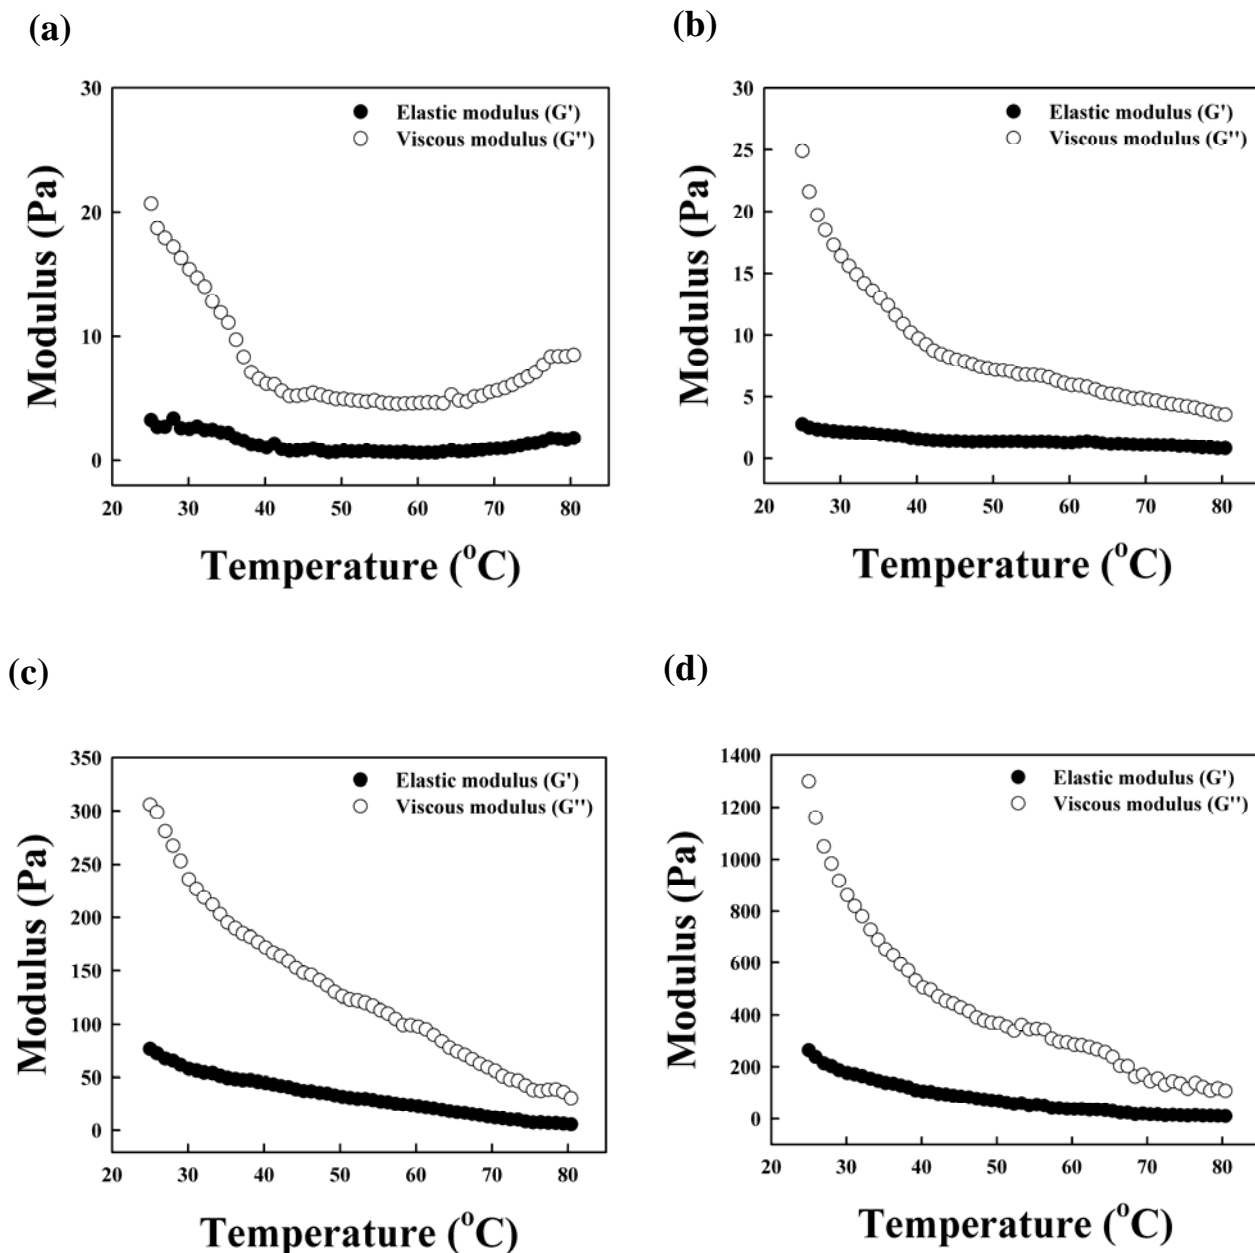 (a)
30
20
10
0
20 30 40 50 60 70 80
Modulus (Pa)
Temperature (°C)
Elastic modulus (G')
Viscous modulus (G'')
(b)
30
25
20
15
10
5
0
20 30 40 50 60 70 80
Modulus (Pa)
Temperature (°C)
Elastic modulus (G')
Viscous modulus (G'')
(c)
350
300
250
200
150
100
50
0
20 30 40 50 60 70 80
Modulus (Pa)
Temperature (°C)
Elastic modulus (G')
Viscous modulus (G'')
(d)
1400
1200
1000
800
600
400
200
0
20 30 40 50 60 70 80
Modulus (Pa)
Temperature (°C)
Elastic modulus (G')
Viscous modulus (G'')